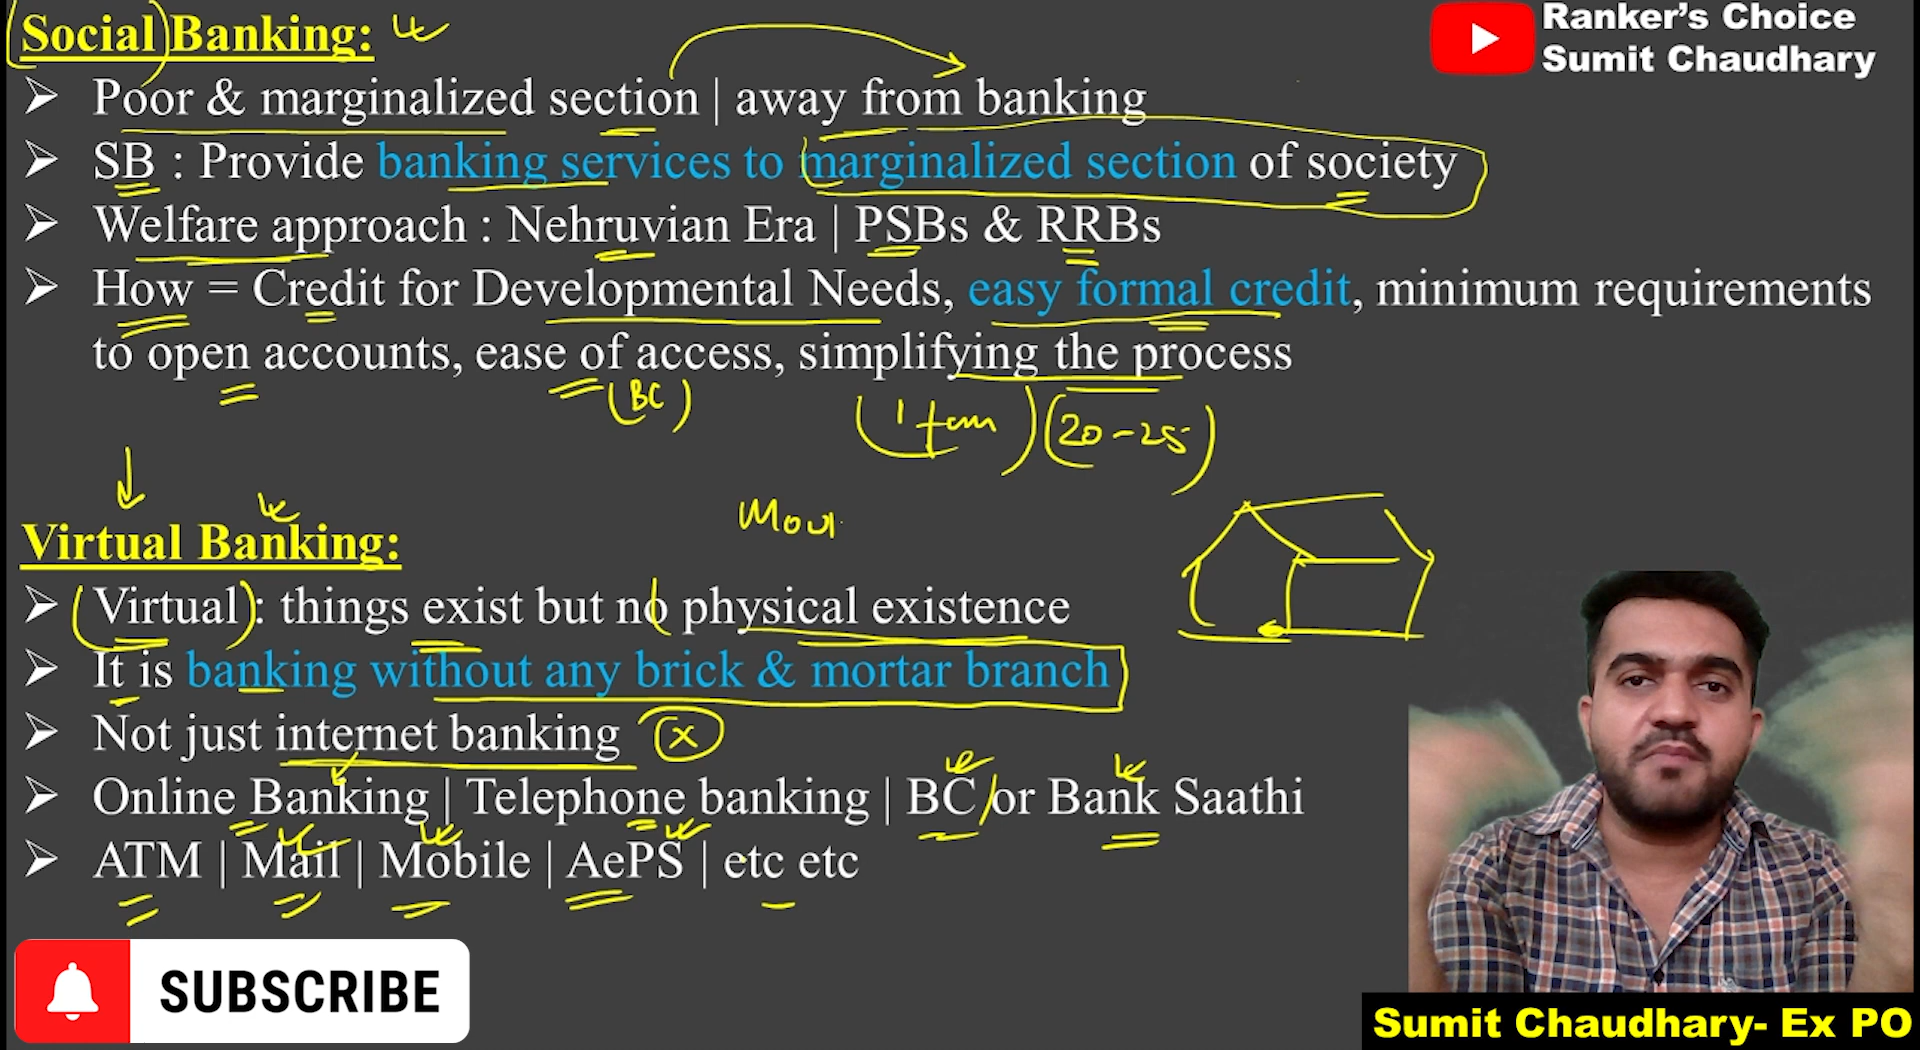 Social Banking:
Ranker's Choice
Sumit Chaudhary
➢ Poor & marginalized section | away from banking
➢ SB : Provide banking services to marginalized section of society
➢ Welfare approach : Nehruvian Era | PSBs & RRBs
➢ How = Credit for Developmental Needs, easy formal credit, minimum requirements
to open accounts, ease of access, simplifying the process
(BC)
(20-25)
Virtual Banking:
➢ Virtual : things exist but no physical existence
➢ It is banking without any brick & mortar branch
➢ Not just internet banking (x)
➢ Online Banking | Telephone banking | BC/or Bank Saathi
➢ ATM | Mail | Mobile | AePS | etc etc
SUBSCRIBE
Sumit Chaudhary- Ex PO